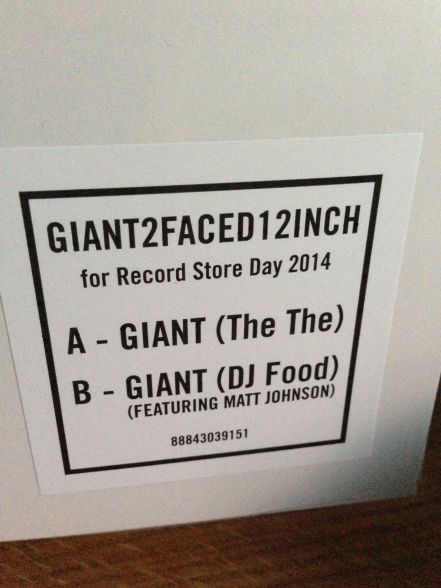 GIANT2FACED12INCH
for Record Store Day 2014
A - GIANT (The The)
B - GIANT (DJ Food)
(FEATURING MATT JOHNSON)
88843039151